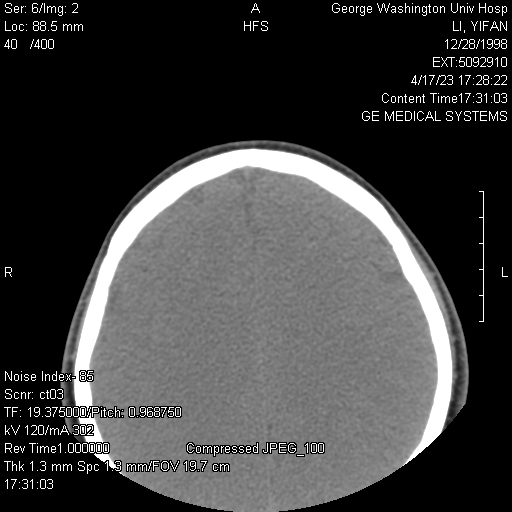 Ser: 6/Img: 2
Loc: 88.5 mm
40 /400
A
HFS
George Washington Univ Hosp
LI, YIFAN
12/28/1998
EXT:5092910
4/17/23 17:28:22
Content Time17:31:03
GE MEDICAL SYSTEMS
R
L
Noise Index- 85
Scnr: ct03
TF: 19.375000/Pitch: 0.968750
kV 120/mA 302
Rev Time1.000000
Compressed JPEG_100
Thk 1.3 mm Spc 1.3 mm/FOV 19.7 cm
17:31:03